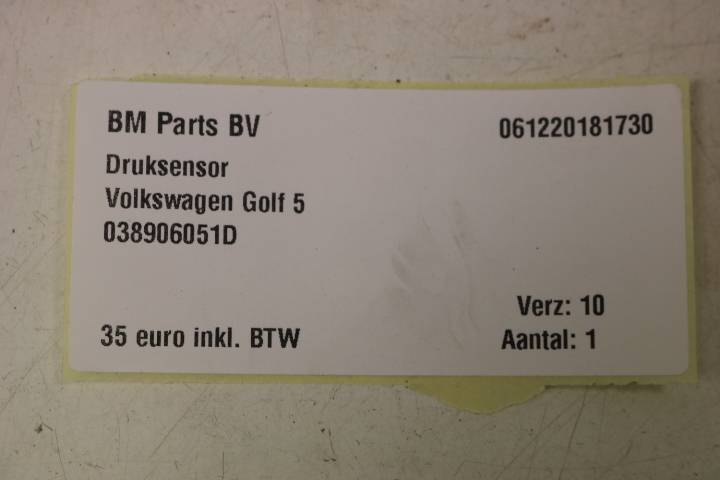 BM Parts BV 061220181730
Druksensor
Volkswagen Golf 5
038906051D
Verz: 10
35 euro inkl. BTW Aantal: 1